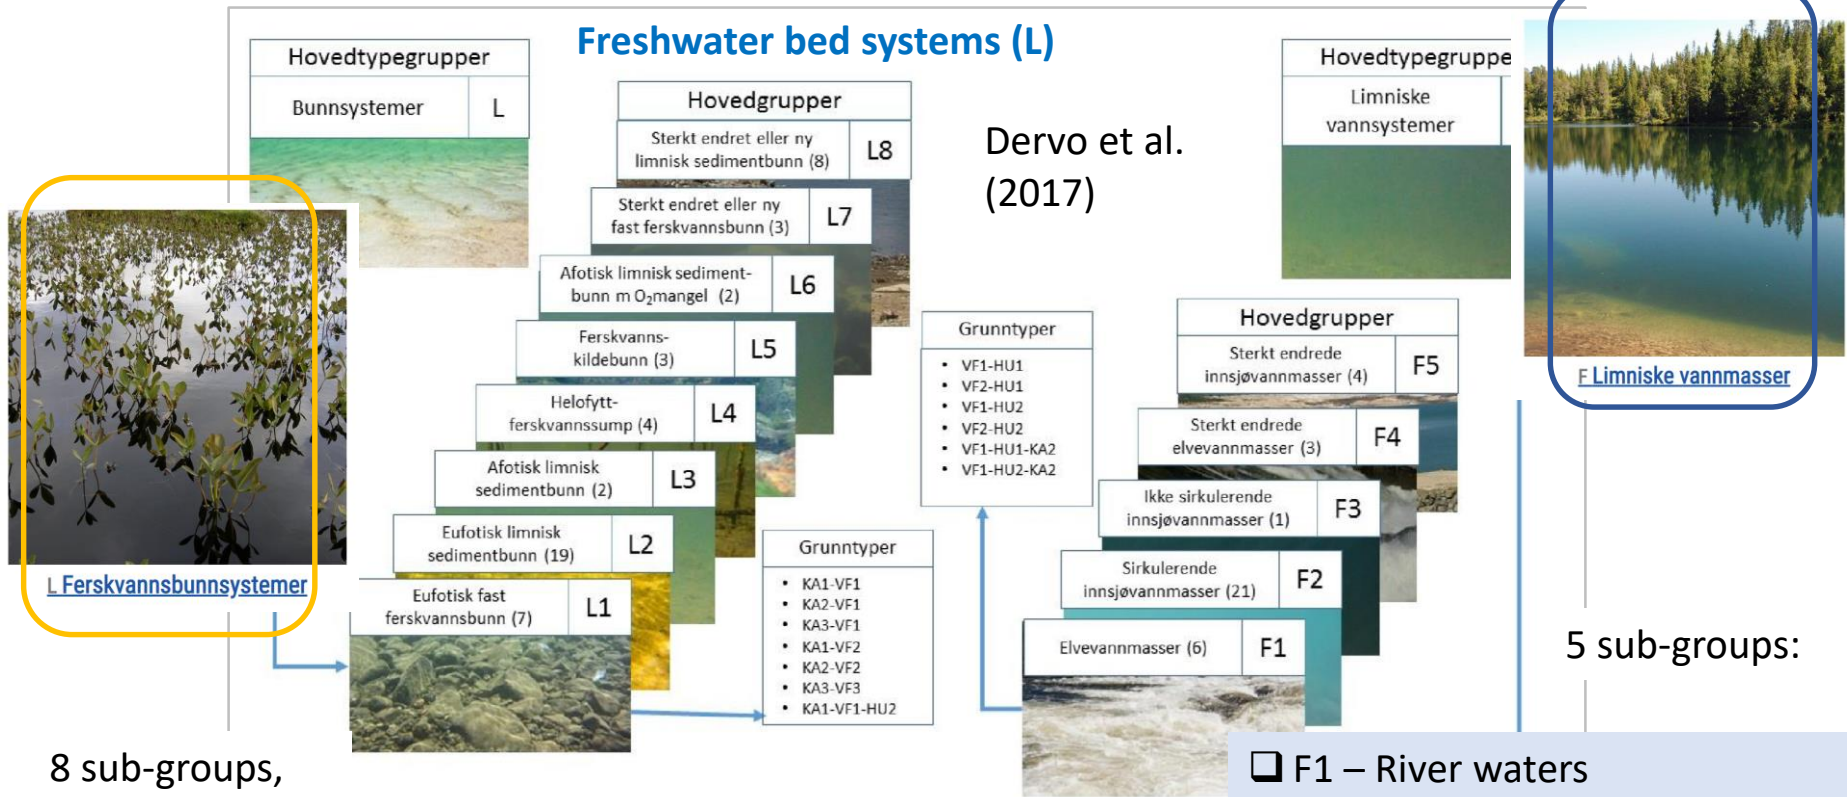 Freshwater bed systems (L)
Hovedtypegrupper
Bunnsystemer
L
Hovedgrupper
Sterkt endret eller ny
limnisk sedimentbunn (8)
L8
Sterkt endret eller ny
fast ferskvannsbunn (3)
L7
Afotisk limnisk sediment-
bunn m O₂mangel (2)
L6
Ferskvanns-
kildebunn (3)
L5
Helofytt-
ferskvannssump (4)
L4
Afotisk limnisk
sedimentbunn (2)
L3
Eufotisk limnisk
sedimentbunn (19)
L2
Eufotisk fast
ferskvannsbunn (7)
L1
L Ferskvannsbunnsystemer
8 sub-groups,
Grunntyper
• KA1-VF1
• KA2-VF1
• KA3-VF1
• KA1-VF2
• KA2-VF2
• KA3-VF3
• KA1-VF1-HU2
Dervo et al.
(2017)
Hovedtypegruppe
Limniske
vannsystemer
F Limniske vannmasser
Grunntyper
• VF1-HU1
• VF2-HU1
• VF1-HU2
• VF2-HU2
• VF1-HU1-KA2
• VF1-HU2-KA2
Hovedgrupper
Sterkt endrede
innsjøvannmasser (4)
F5
Sterkt endrede
elvevannmasser (3)
F4
Ikke sirkulerende
innsjøvannmasser (1)
F3
Sirkulerende
innsjøvannmasser (21)
F2
Elvevannmasser (6)
F1
5 sub-groups:
❑ F1 – River waters